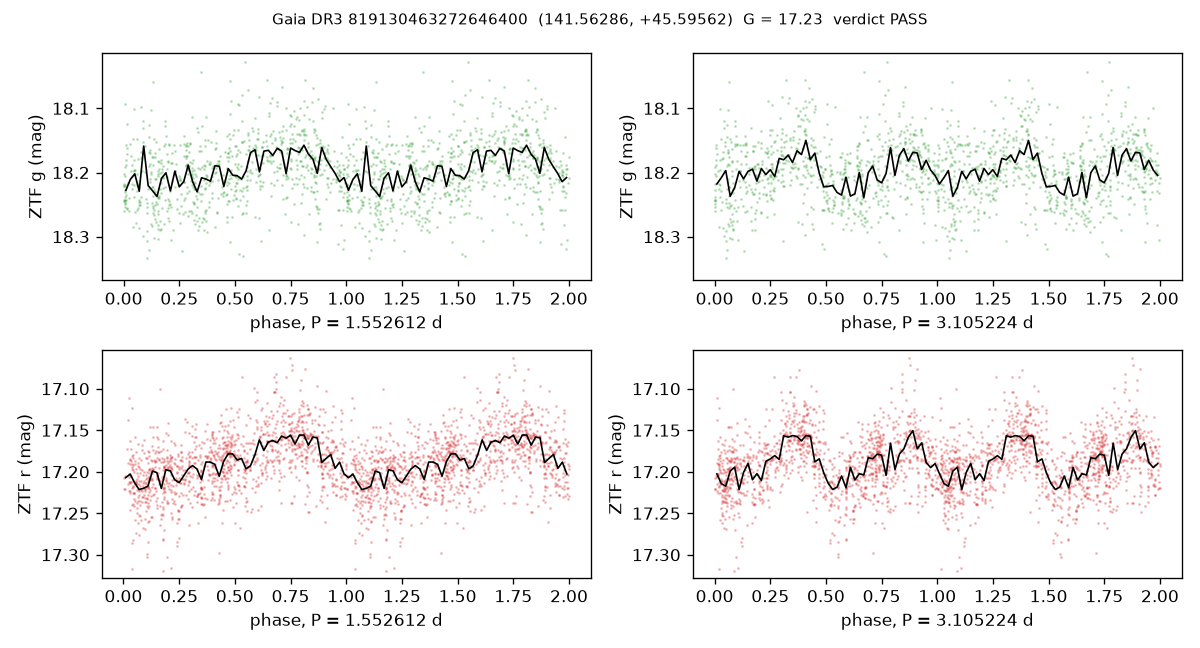 Gaia DR3 819130463272646400  (141.56286, +45.59562)  G = 17.23  verdict PASS
ZTF g (mag)
18.1
18.2
18.3
0.00 0.25 0.50 0.75 1.00 1.25 1.50 1.75 2.00
phase, P = 1.552612 d
ZTF g (mag)
18.1
18.2
18.3
0.00 0.25 0.50 0.75 1.00 1.25 1.50 1.75 2.00
phase, P = 3.105224 d
ZTF r (mag)
17.10
17.15
17.20
17.25
17.30
0.00 0.25 0.50 0.75 1.00 1.25 1.50 1.75 2.00
phase, P = 1.552612 d
ZTF r (mag)
17.10
17.15
17.20
17.25
17.30
0.00 0.25 0.50 0.75 1.00 1.25 1.50 1.75 2.00
phase, P = 3.105224 d